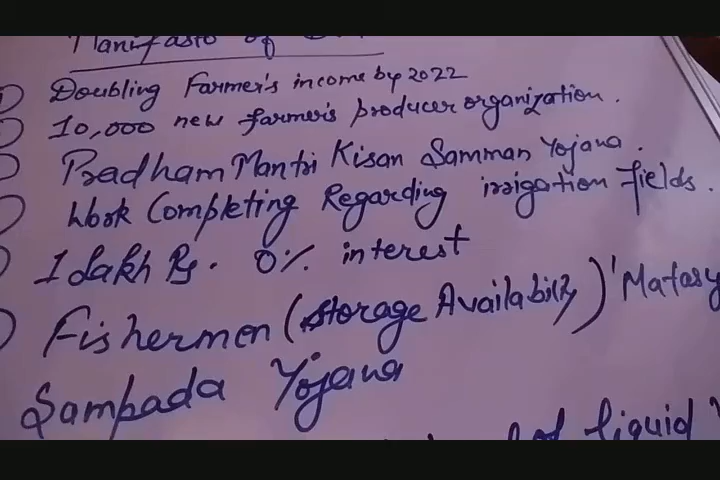 Manifasto of
Doubling Farmer's income by 2022
10,000 new farmer's producer organization.
Pradham Mantri Kisan Samman Yojana.
Work Completing Regarding irrigation fields.
1 lakh Rs. 0% interest
Fishermen (storage Availability) 'Matasy
Sampada Yojana
of liquid